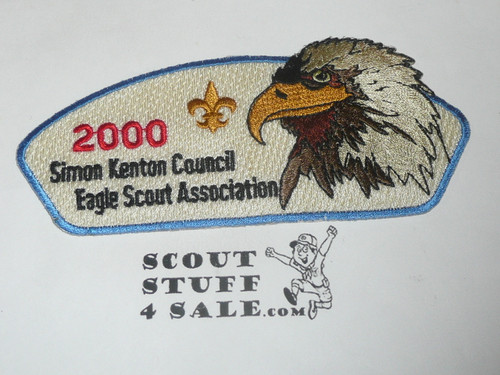 2000
Simon Kenton Council
Eagle Scout Association
SCOUT
STUFF
4 SALE.com